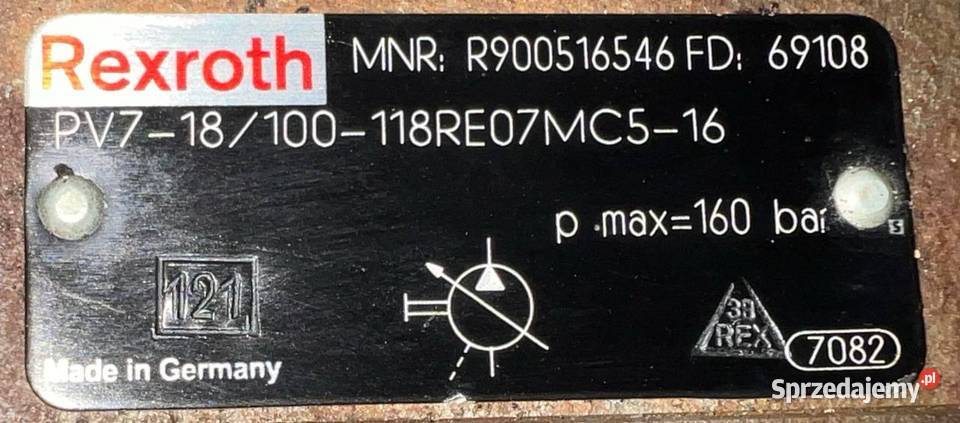 Rexroth MNR: R900516546 FD: 69108
PV7-18/100-118RE07MC5-16
p max=160 bar
121
39
REX
7082
Made in Germany
Sprzedajemy.pl